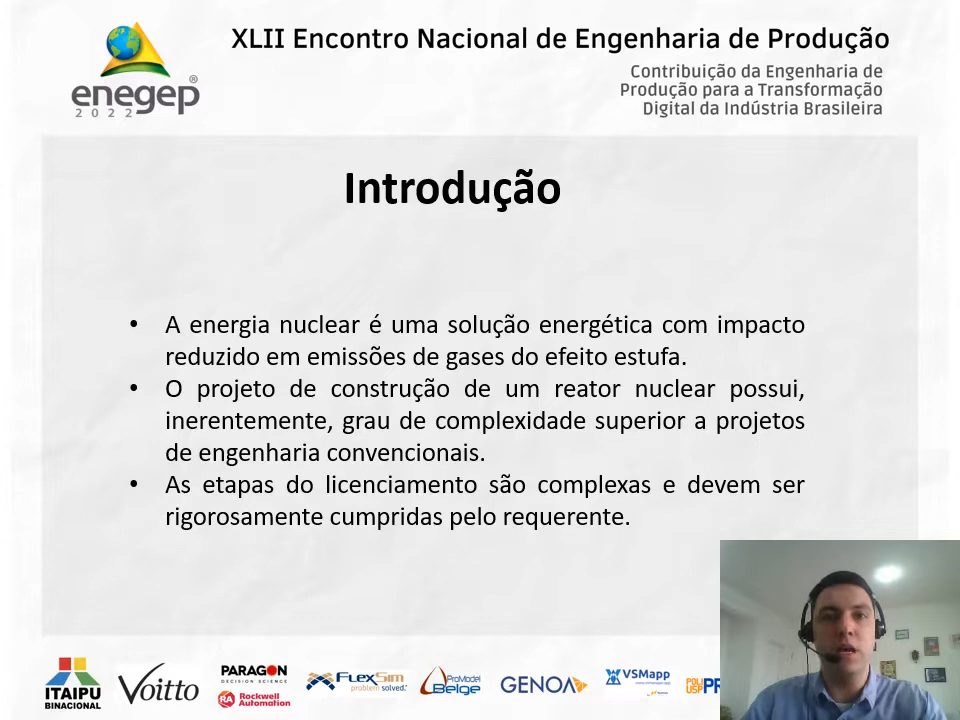 XLII Encontro Nacional de Engenharia de Produção
Contribuição da Engenharia de
Produção para a Transformação
Digital da Indústria Brasileira
enegep®
2022
Introdução
• A energia nuclear é uma solução energética com impacto
reduzido em emissões de gases do efeito estufa.
• O projeto de construção de um reator nuclear possui,
inerentemente, grau de complexidade superior a projetos
de engenharia convencionais.
• As etapas do licenciamento são complexas e devem ser
rigorosamente cumpridas pelo requerente.
ITAIPU
BINACIONAL
Voitto
PARAGON
DECISION SCIENCE
RA Rockwell
Automation
FLEXSIM
problem solved.
ProModel
Belge
GENOA
VSMapp
POLI
USP PR